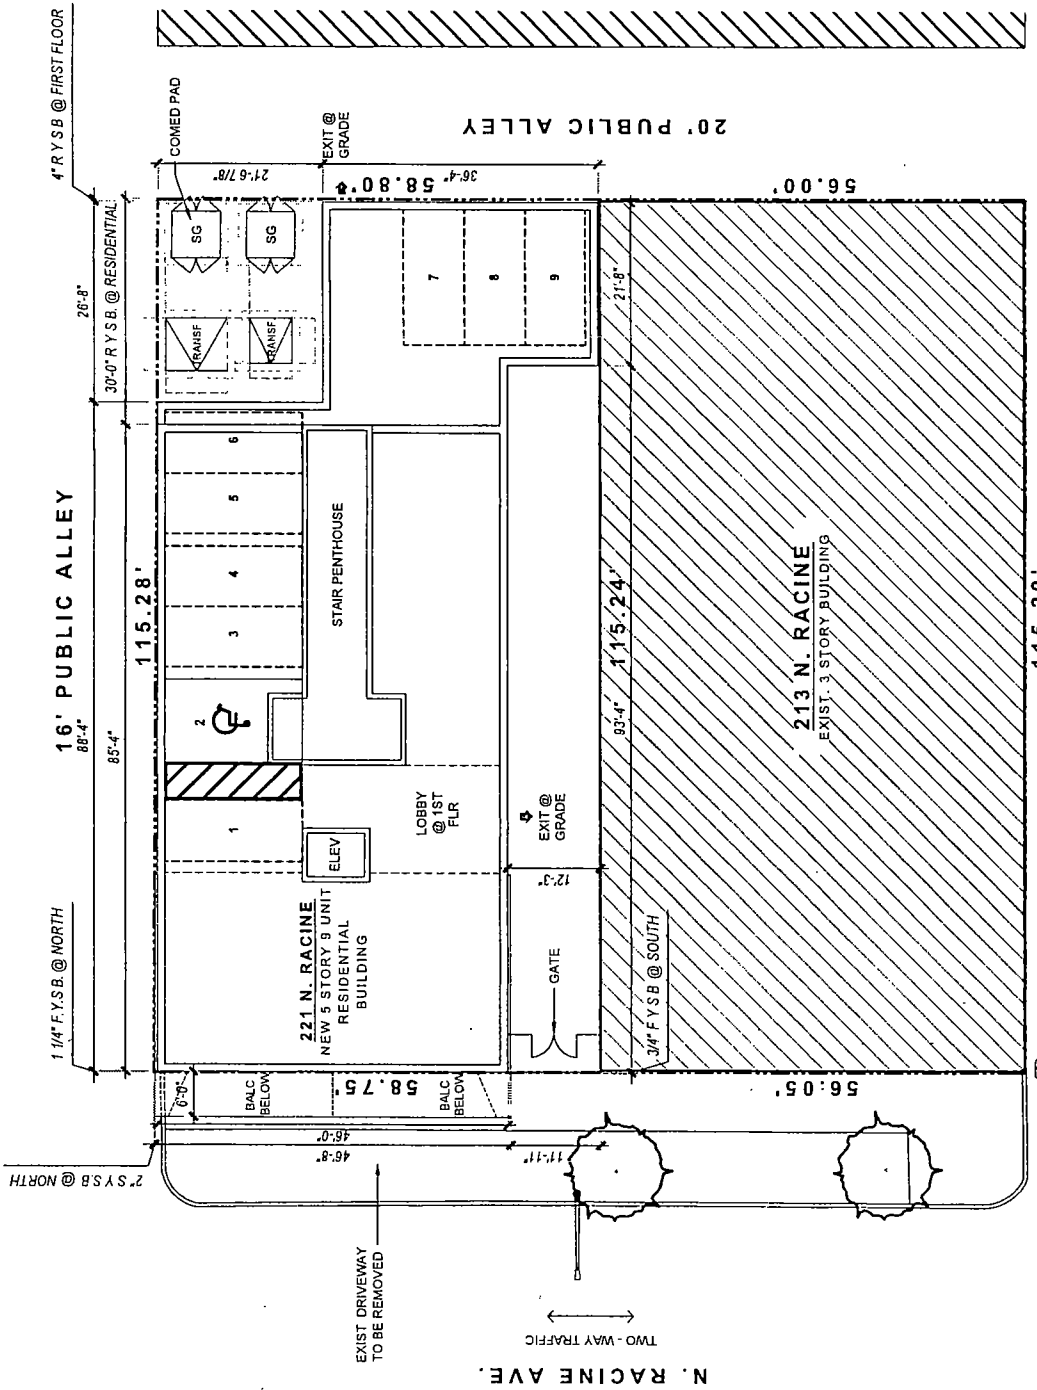 4" R Y S B @ FIRST FLOOR
COMED PAD
26'-8"
30'-0" R Y S B. @ RESIDENTIAL
EXIT @
GRADE
21'-6 7/8"
58.80'
36'-4"
20' PUBLIC ALLEY
56.00'
SG
SG
TRANSF
TRANSF
7
8
9
21'-8"
16' PUBLIC ALLEY
88'-4"
85'-4"
115.28'
6
5
4
3
2
1
STAIR PENTHOUSE
LOBBY
@ 1ST
FLR
ELEV
EXIT @
GRADE
12'-3"
115.24'
93'-4"
213 N. RACINE
EXIST. 3 STORY BUILDING
221 N. RACINE
NEW 5 STORY 9 UNIT
RESIDENTIAL
BUILDING
GATE
1 1/4" F.Y.S.B. @ NORTH
3/4" F Y S B @ SOUTH
6'-0"
BALC
BELOW
BALC
BELOW
58.75'
56.05'
46'-0"
46'-8"
11'-11"
2" S Y S.B @ NORTH
EXIST DRIVEWAY
TO BE REMOVED
TWO - WAY TRAFFIC
N. RACINE AVE.